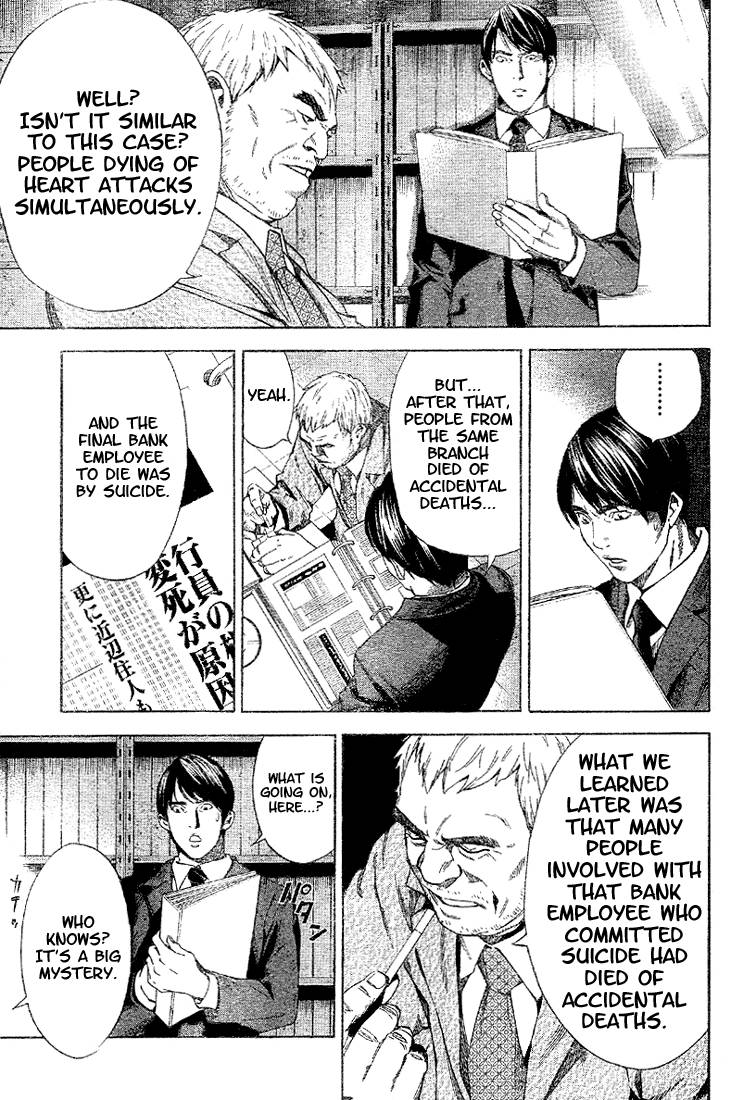 WELL?
ISN'T IT SIMILAR
TO THIS CASE?
PEOPLE DYING OF
HEART ATTACKS
SIMULTANEOUSLY.
........
BUT...
AFTER THAT,
PEOPLE FROM
THE SAME
BRANCH
DIED OF
ACCIDENTAL
DEATHS...
YEAH.
AND THE
FINAL BANK
EMPLOYEE
TO DIE WAS
BY SUICIDE.
行員の
変死が原因
更に近辺住人も
WHAT WE
LEARNED
LATER WAS
THAT MANY
PEOPLE
INVOLVED WITH
THAT BANK
EMPLOYEE WHO
COMMITTED
SUICIDE HAD
DIED OF
ACCIDENTAL
DEATHS.
WHAT IS
GOING ON,
HERE...?
パタン
WHO
KNOWS?
IT'S A BIG
MYSTERY.